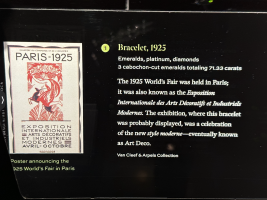 PARIS-1925
EXPOSITION
INTERNATIONALE
DES ARTS DÉCORATIFS
ET INDUSTRIELS
MODERNES
AVRIL-OCTOBRE
Poster announcing the
1925 World's Fair in Paris
1
Bracelet, 1925
Emeralds, platinum, diamonds
3 cabochon-cut emeralds totaling 71.33 carats
The 1925 World's Fair was held in Paris;
it was also known as the Exposition
Internationale des Arts Décoratifs et Industriels
Modernes. The exhibition, where this bracelet
was probably displayed, was a celebration
of the new style moderne—eventually known
as Art Deco.
Van Cleef & Arpels Collection